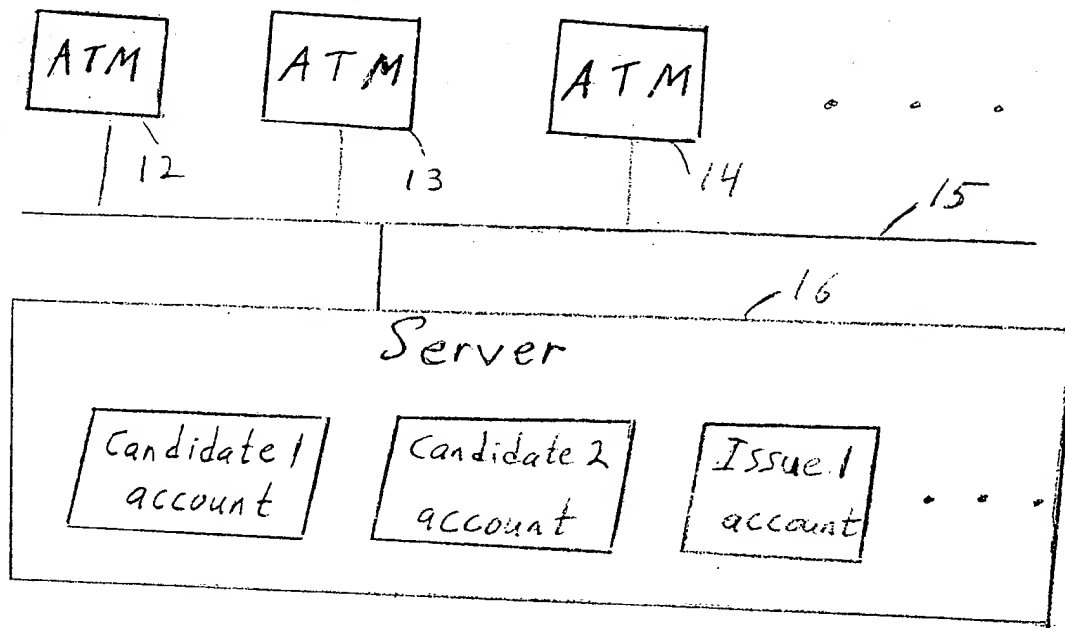 ATM ATM ATM . . .
12 13 14
15
16
Server
Candidate 1 Candidate 2 Issue 1
account account account . . .